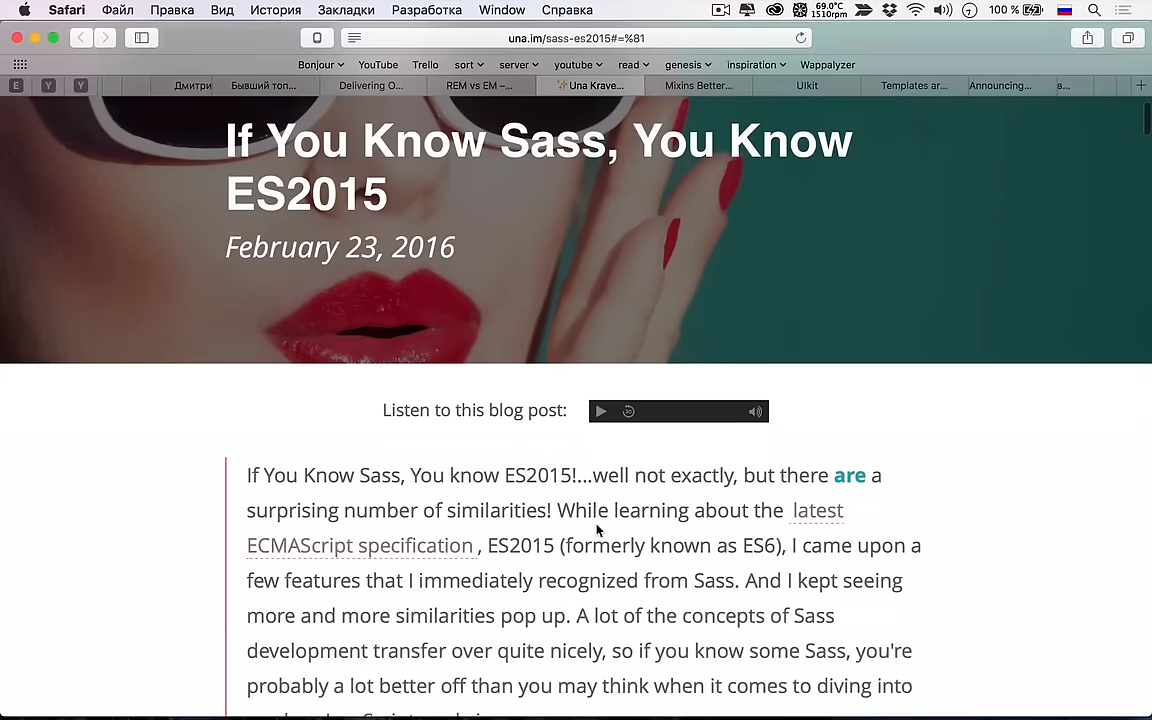 Safari Файл Правка Вид История Закладки Разработка Window Справка 69.0°C 1510rpm 100 %
una.im/sass-es2015#=%81
Bonjour YouTube Trello sort server youtube read genesis inspiration Wappalyzer
E Y Y Дмитри Бывший топ... Delivering O... REM vs EM –... ✨Una Krave... Mixins Better... UIkit Templates ar... Announcing... в...
If You Know Sass, You Know
ES2015
February 23, 2016
Listen to this blog post: 30
If You Know Sass, You know ES2015!...well not exactly, but there are a
surprising number of similarities! While learning about the latest
ECMAScript specification , ES2015 (formerly known as ES6), I came upon a
few features that I immediately recognized from Sass. And I kept seeing
more and more similarities pop up. A lot of the concepts of Sass
development transfer over quite nicely, so if you know some Sass, you're
probably a lot better off than you may think when it comes to diving into